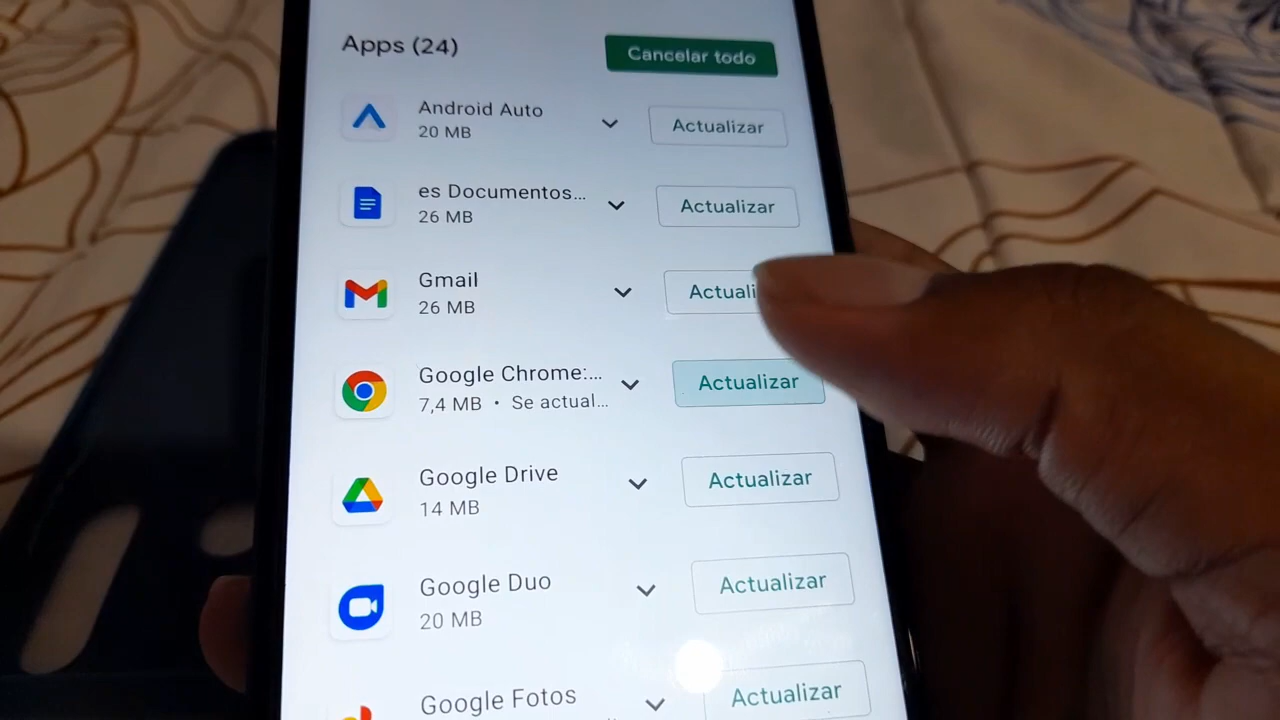 Apps (24)
Cancelar todo
Android Auto
20 MB
Actualizar
es Documentos...
26 MB
Actualizar
Gmail
26 MB
Actuali
Google Chrome:...
7,4 MB • Se actual...
Actualizar
Google Drive
14 MB
Actualizar
Google Duo
20 MB
Actualizar
Google Fotos
Actualizar